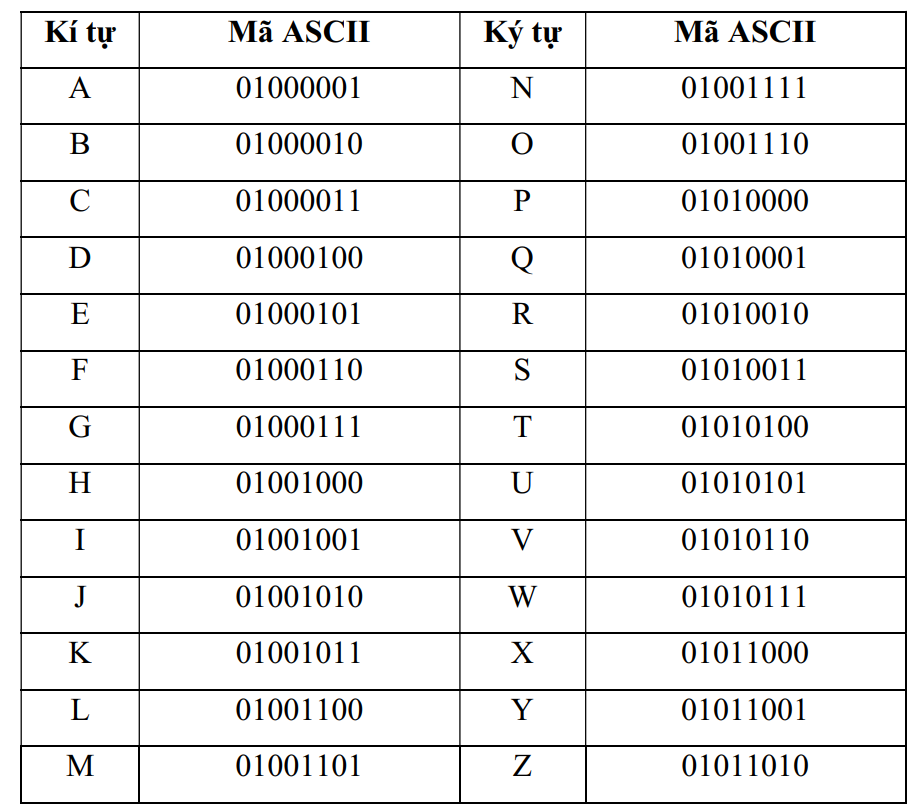 Kí tự Mã ASCII Ký tự Mã ASCII
A 01000001 N 01001111
B 01000010 O 01001110
C 01000011 P 01010000
D 01000100 Q 01010001
E 01000101 R 01010010
F 01000110 S 01010011
G 01000111 T 01010100
H 01001000 U 01010101
I 01001001 V 01010110
J 01001010 W 01010111
K 01001011 X 01011000
L 01001100 Y 01011001
M 01001101 Z 01011010